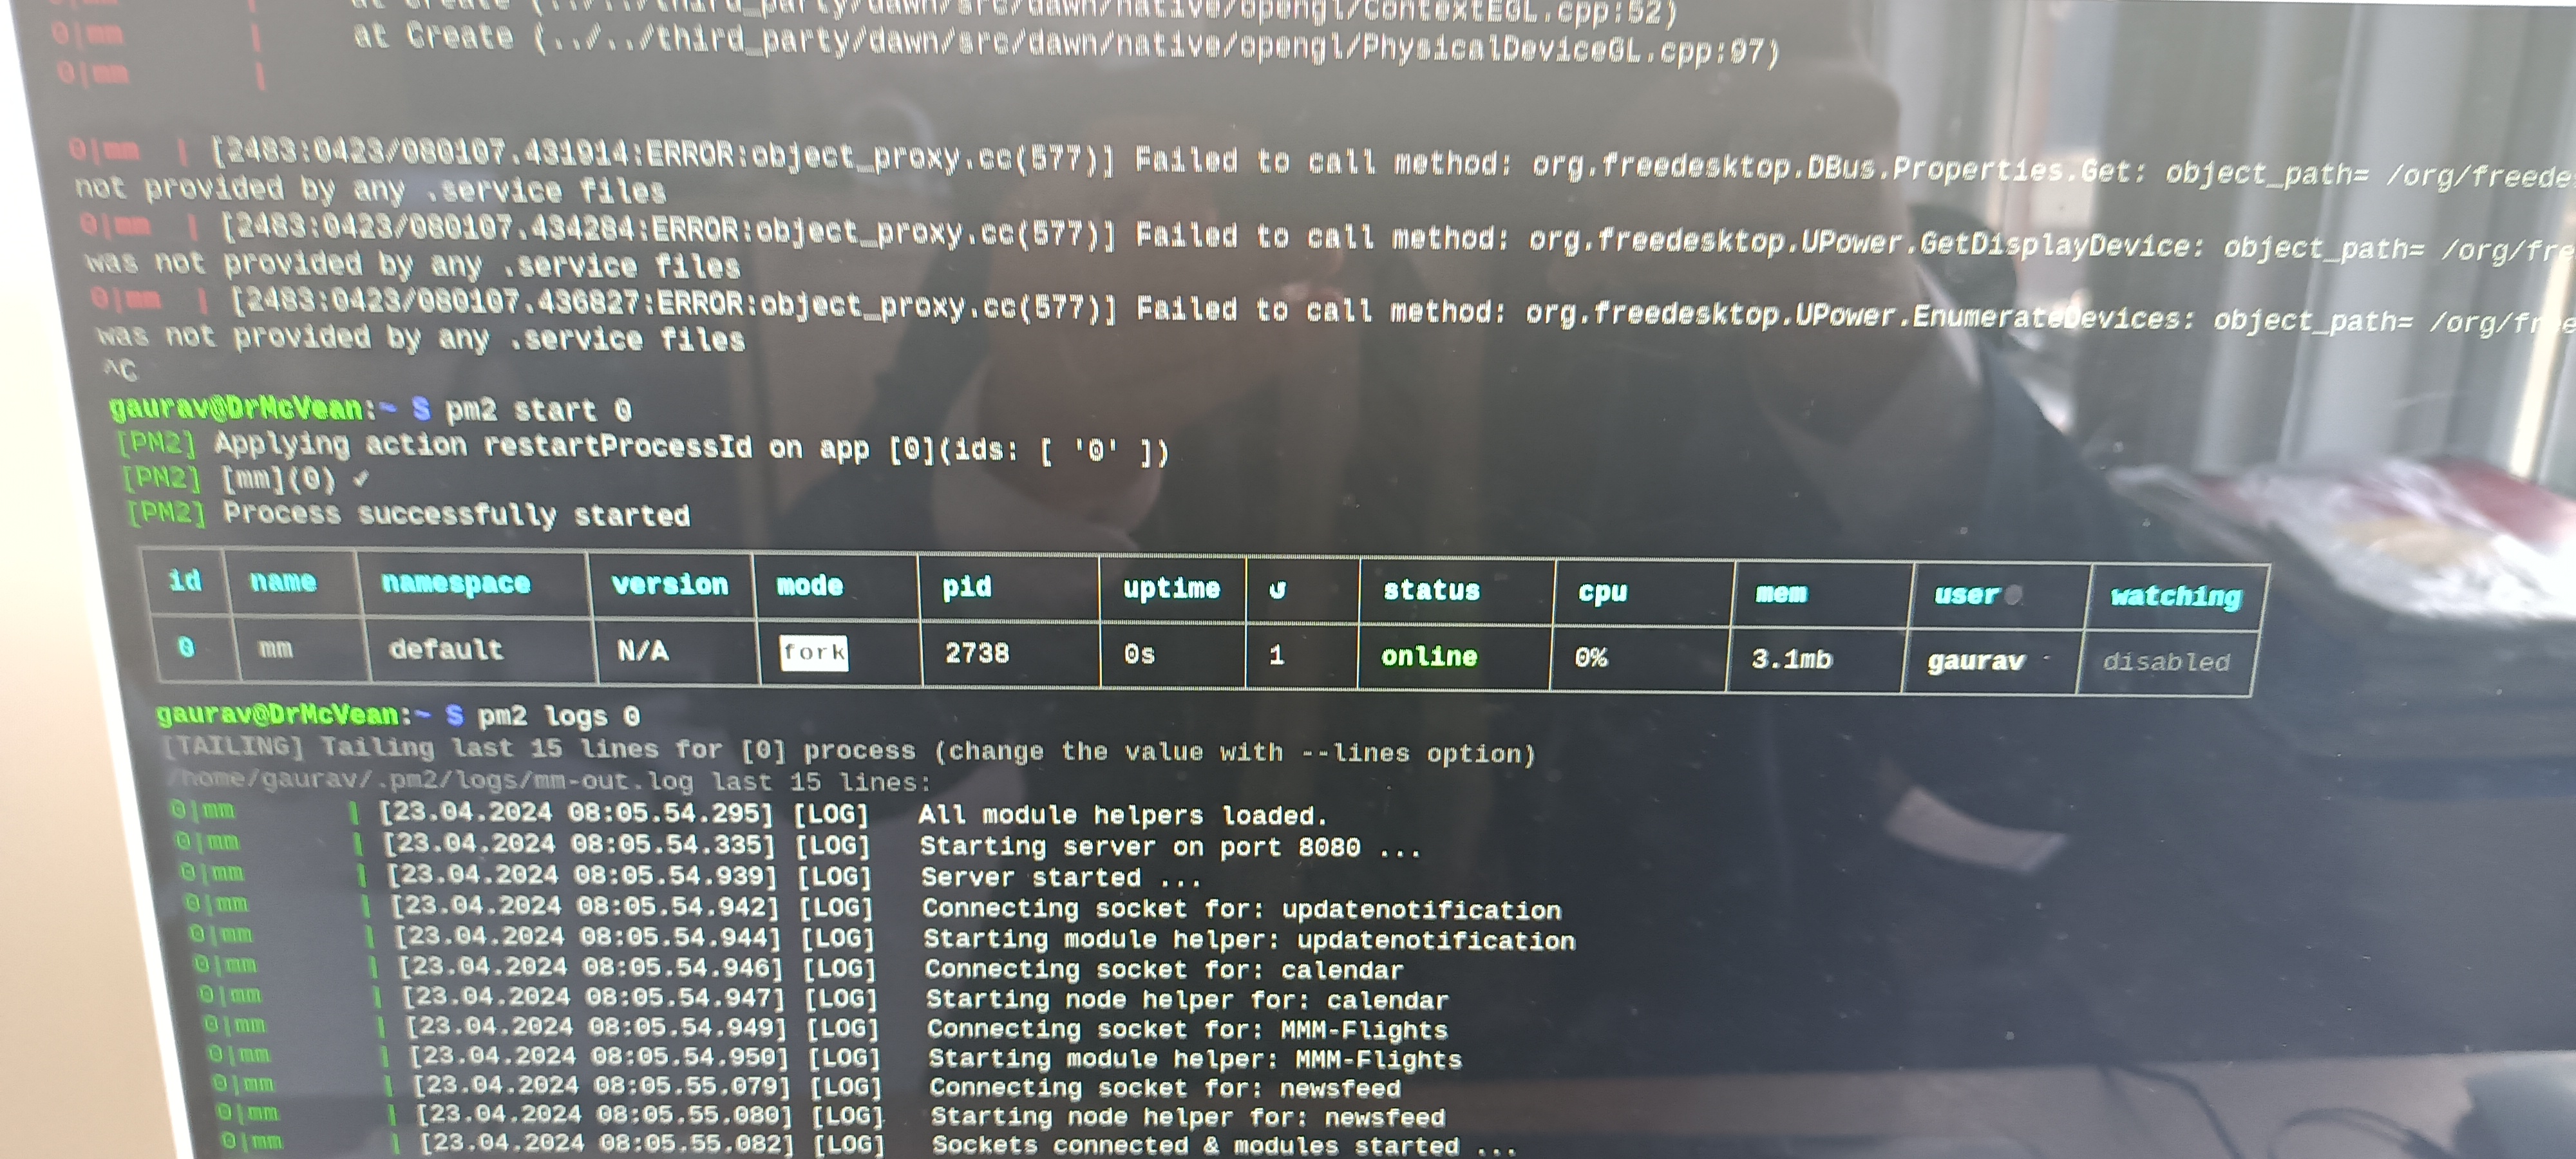 at Create (../../third_party/dawn/src/dawn/native/opengl/ContextEGL.cpp:52)
0|mm | at Create (../../third_party/dawn/src/dawn/native/opengl/PhysicalDeviceGL.cpp:97)
0|mm |
0|mm | [2483:0423/080107.431914:ERROR:object_proxy.cc(577)] Failed to call method: org.freedesktop.DBus.Properties.Get: object_path= /org/freede
not provided by any .service files
0|mm | [2483:0423/080107.434284:ERROR:object_proxy.cc(577)] Failed to call method: org.freedesktop.UPower.GetDisplayDevice: object_path= /org/fre
was not provided by any .service files
0|mm | [2483:0423/080107.436827:ERROR:object_proxy.cc(577)] Failed to call method: org.freedesktop.UPower.EnumerateDevices: object_path= /org/free
was not provided by any .service files
^C
gaurav@DrMcVean:~ $ pm2 start 0
[PM2] Applying action restartProcessId on app [0](ids: [ '0' ])
[PM2] [mm](0) ✓
[PM2] Process successfully started
id name namespace version mode pid uptime ↺ status cpu mem user watching
0 mm default N/A fork 2738 0s 1 online 0% 3.1mb gaurav disabled
gaurav@DrMcVean:~ $ pm2 logs 0
[TAILING] Tailing last 15 lines for [0] process (change the value with --lines option)
/home/gaurav/.pm2/logs/mm-out.log last 15 lines:
0|mm | [23.04.2024 08:05.54.295] [LOG] All module helpers loaded.
0|mm | [23.04.2024 08:05.54.335] [LOG] Starting server on port 8080 ...
0|mm | [23.04.2024 08:05.54.939] [LOG] Server started ...
0|mm | [23.04.2024 08:05.54.942] [LOG] Connecting socket for: updatenotification
0|mm | [23.04.2024 08:05.54.944] [LOG] Starting module helper: updatenotification
0|mm | [23.04.2024 08:05.54.946] [LOG] Connecting socket for: calendar
0|mm | [23.04.2024 08:05.54.947] [LOG] Starting node helper for: calendar
0|mm | [23.04.2024 08:05.54.949] [LOG] Connecting socket for: MMM-Flights
0|mm | [23.04.2024 08:05.54.950] [LOG] Starting module helper: MMM-Flights
0|mm | [23.04.2024 08:05.55.079] [LOG] Connecting socket for: newsfeed
0|mm | [23.04.2024 08:05.55.080] [LOG] Starting node helper for: newsfeed
0|mm | [23.04.2024 08:05.55.082] [LOG] Sockets connected & modules started ...